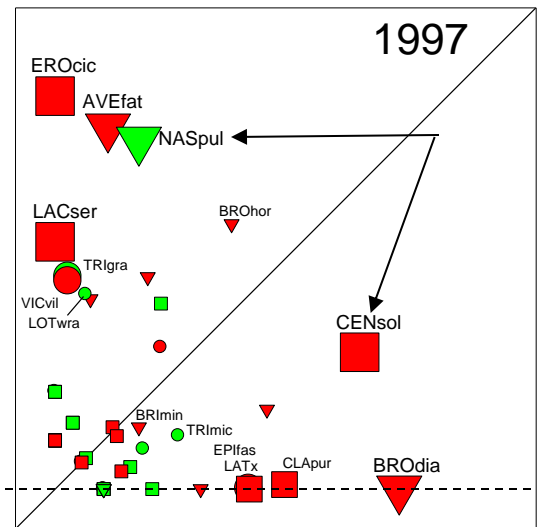 1997
EROcic
AVEfat
NASpul
LACser
BROhor
TRIgra
VICvil
LOTwra
CENsol
BRImin
TRImic
EPIfas
LATx
CLApur
BROdia